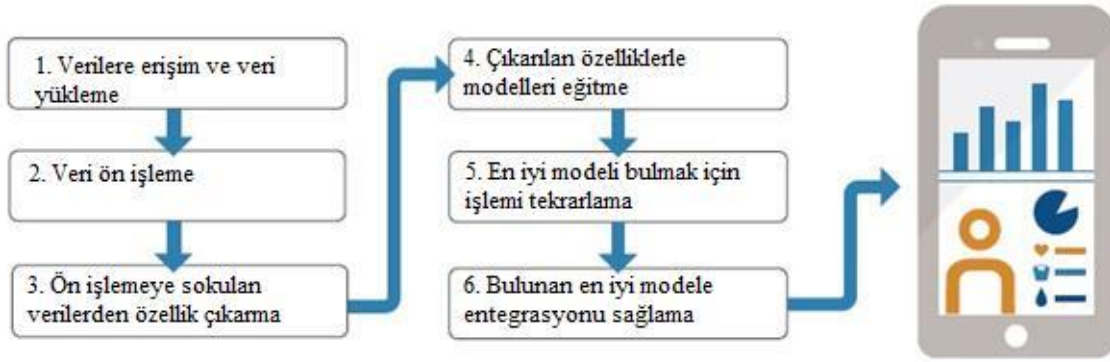 1. Verilere erişim ve veri
yükleme
2. Veri ön işleme
3. Ön işlemeye sokulan
verilerden özellik çıkarma
4. Çıkarılan özelliklerle
modelleri eğitme
5. En iyi modeli bulmak için
işlemi tekrarlama
6. Bulunan en iyi modele
entegrasyonu sağlama